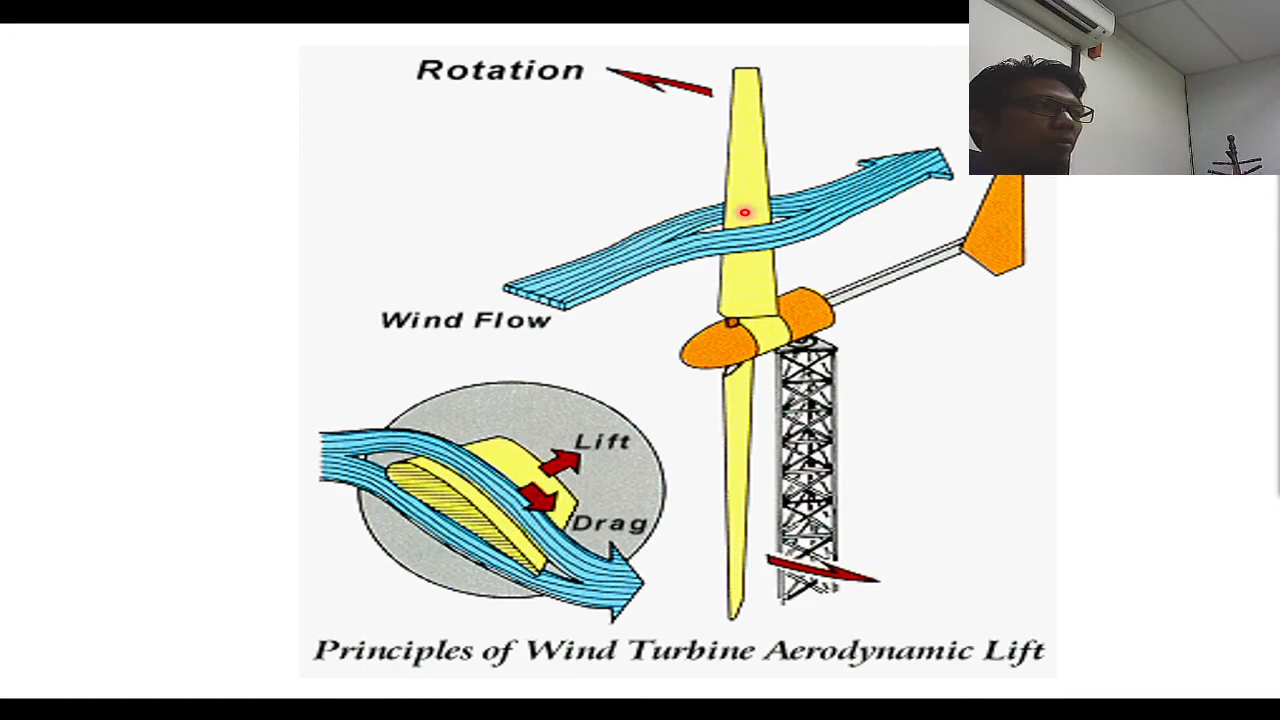 Rotation
Wind Flow
Lift
Drag
Principles of Wind Turbine Aerodynamic Lift